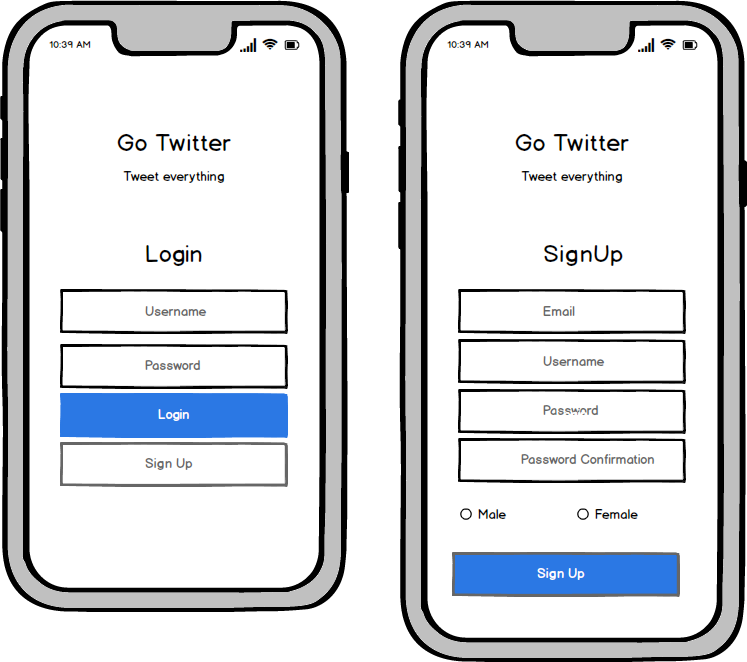 10:39 AM
Go Twitter
Tweet everything
Login
Username
Password
Login
Sign Up
10:39 AM
Go Twitter
Tweet everything
SignUp
Email
Username
Password
Password Confirmation
Male Female
Sign Up